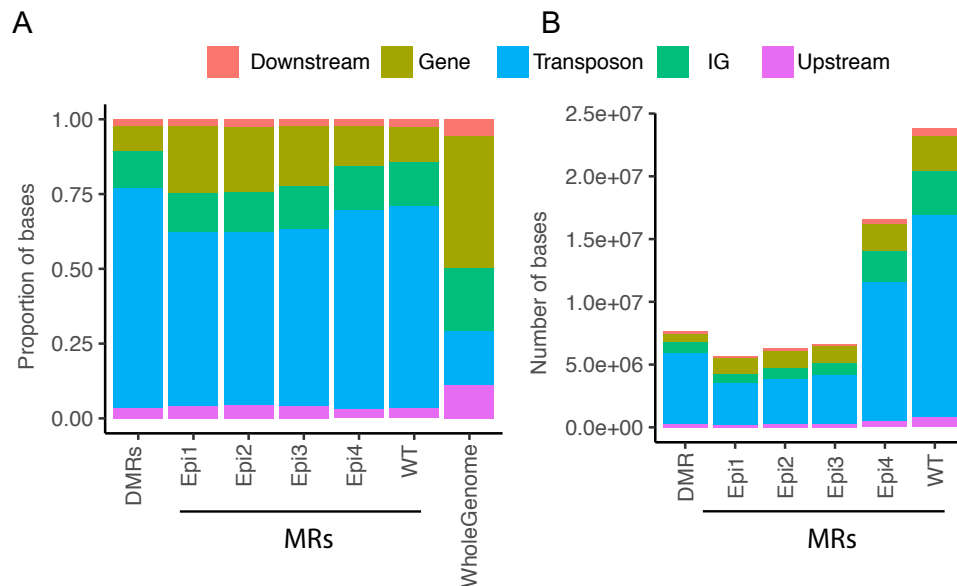 A
B
Downstream Gene Transposon IG Upstream
Proportion of bases
1.00
0.75
0.50
0.25
0.00
DMRs
Epi1
Epi2
Epi3
Epi4
WT
WholeGenome
MRs
Number of bases
2.5e+07
2.0e+07
1.5e+07
1.0e+07
5.0e+06
0.0e+00
DMR
Epi1
Epi2
Epi3
Epi4
WT
MRs